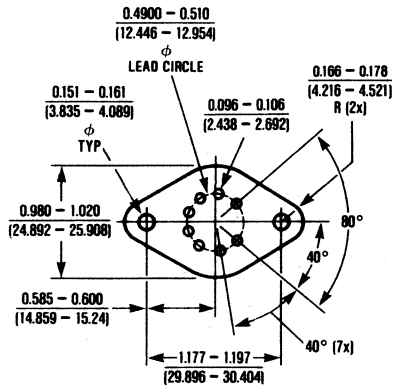 0.4900 – 0.510
(12.446 – 12.954)
ϕ
LEAD CIRCLE
0.151 – 0.161
(3.835 – 4.089)
ϕ
TYP
0.096 – 0.106
(2.438 – 2.692)
0.166 – 0.178
(4.216 – 4.521)
R (2x)
0.980 – 1.020
(24.892 – 25.908)
80°
40°
0.585 – 0.600
(14.859 – 15.24)
40° (7x)
1.177 – 1.197
(29.896 – 30.404)